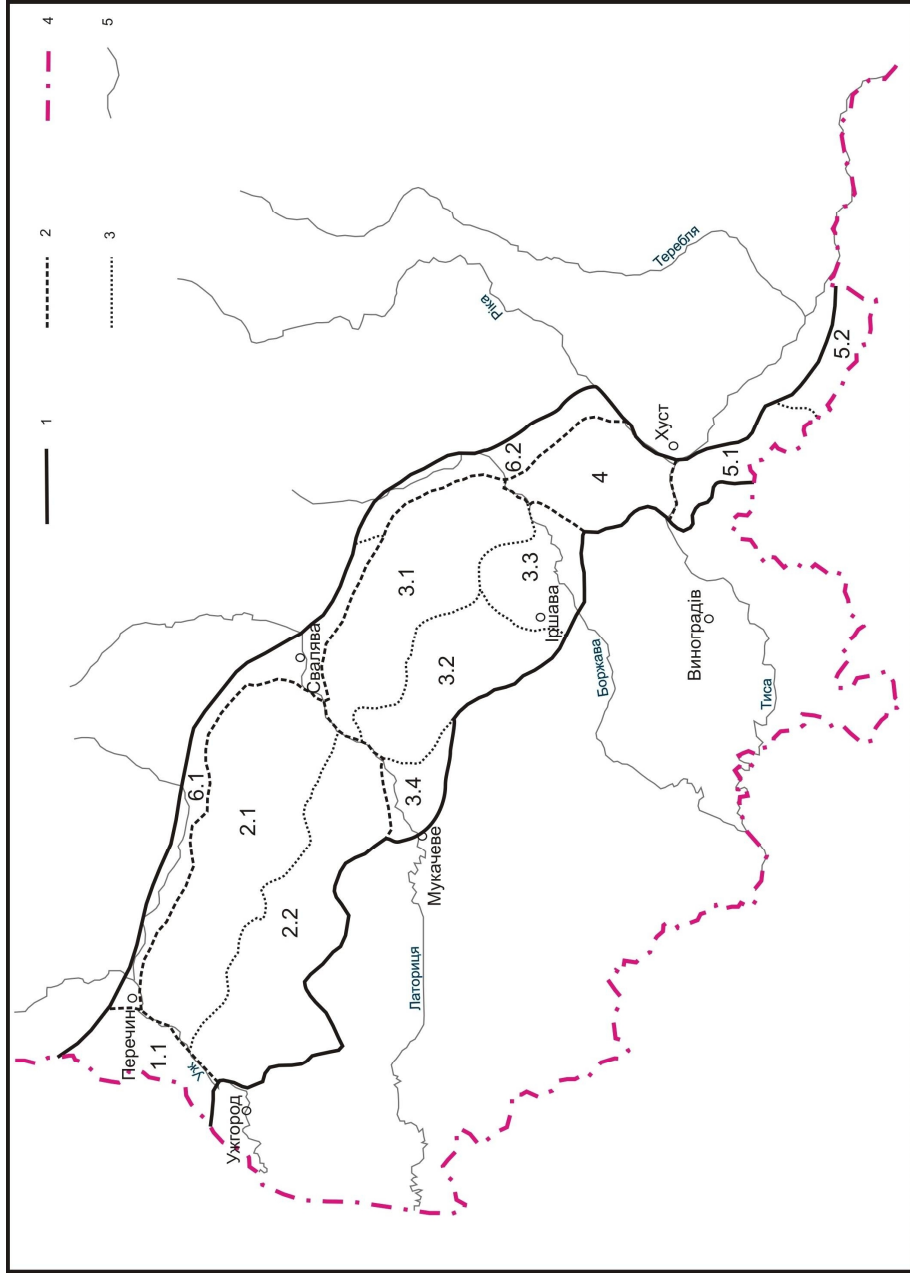 1
2
3
4
5
Перечин
1.1
Уж
Ужгород
6.1
2.1
2.2
Свалява
Латориця
Мукачеве
3.4
3.1
3.2
3.3
Іршава
Боржава
6.2
4
Ріка
Теребля
Хуст
Виноградів
Тиса
5.1
5.2